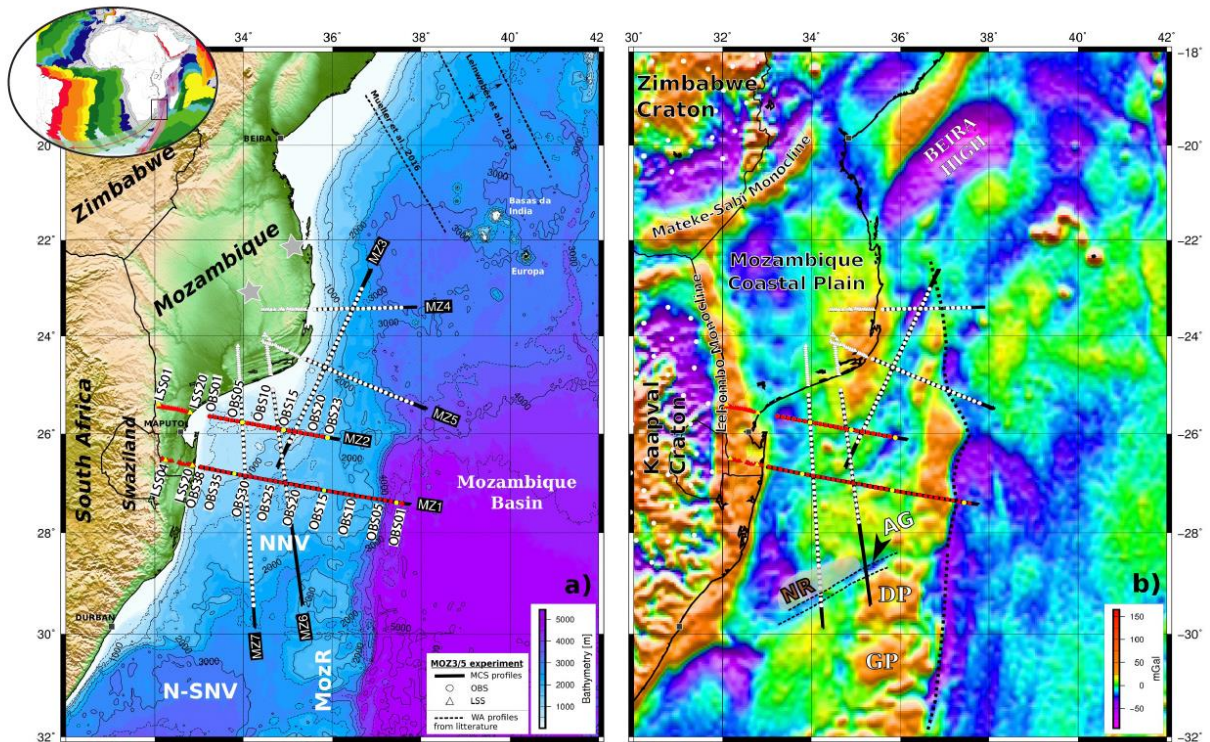 34˚
36˚
38˚
40˚
42˚
20˚
22˚
24˚
26˚
28˚
30˚
32˚
BEIRA
Mueller et al., 2016
Leinweber et al., 2013
3000
2000
Basas da
India
Europa
Zimbabwe
Mozambique
South Africa
Swaziland
MZ3
MZ4
MZ5
1000
3000
2000
4000
LSS01
LSS20
OBS01
OBS05
OBS10
OBS15
OBS20
OBS23
MAPUTO
MZ2
LSS04
LSS20
OBS38
OBS35
OBS30
OBS25
OBS20
OBS15
OBS10
OBS05
OBS01
MZ1
Mozambique
Basin
NNV
a)
DURBAN
MZ7
MZ6
MozR
N-SNV
MOZ3/5 experiment
MCS profiles
OBS
LSS
WA profiles
from litterature
Bathymetry [m]
5000
4000
3000
2000
1000
30˚
32˚
34˚
36˚
38˚
40˚
42˚
−18˚
−20˚
−22˚
−24˚
−26˚
−28˚
−30˚
−32˚
Zimbabwe
Craton
BEIRA
HIGH
Mateke-Sabi Monocline
Mozambique
Coastal Plain
Lebombo Monocline
Kaapval
Craton
AG
NR
DP
GP
b)
mGal
150
100
50
0
−50